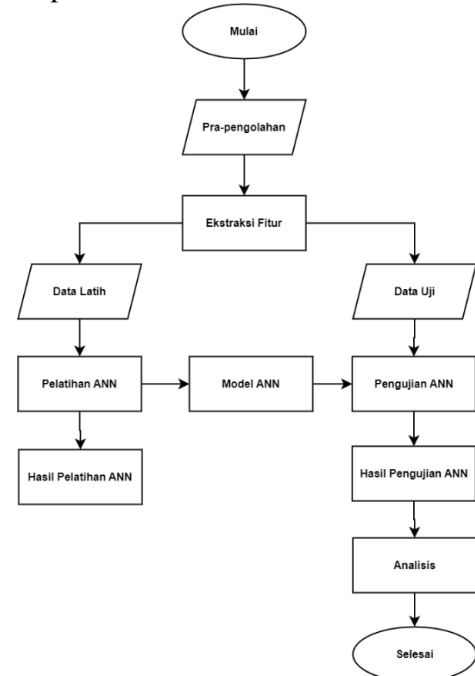 Mulai
Pra-pengolahan
Ekstraksi Fitur
Data Latih
Data Uji
Pelatihan ANN
Model ANN
Pengujian ANN
Hasil Pelatihan ANN
Hasil Pengujian ANN
Analisis
Selesai